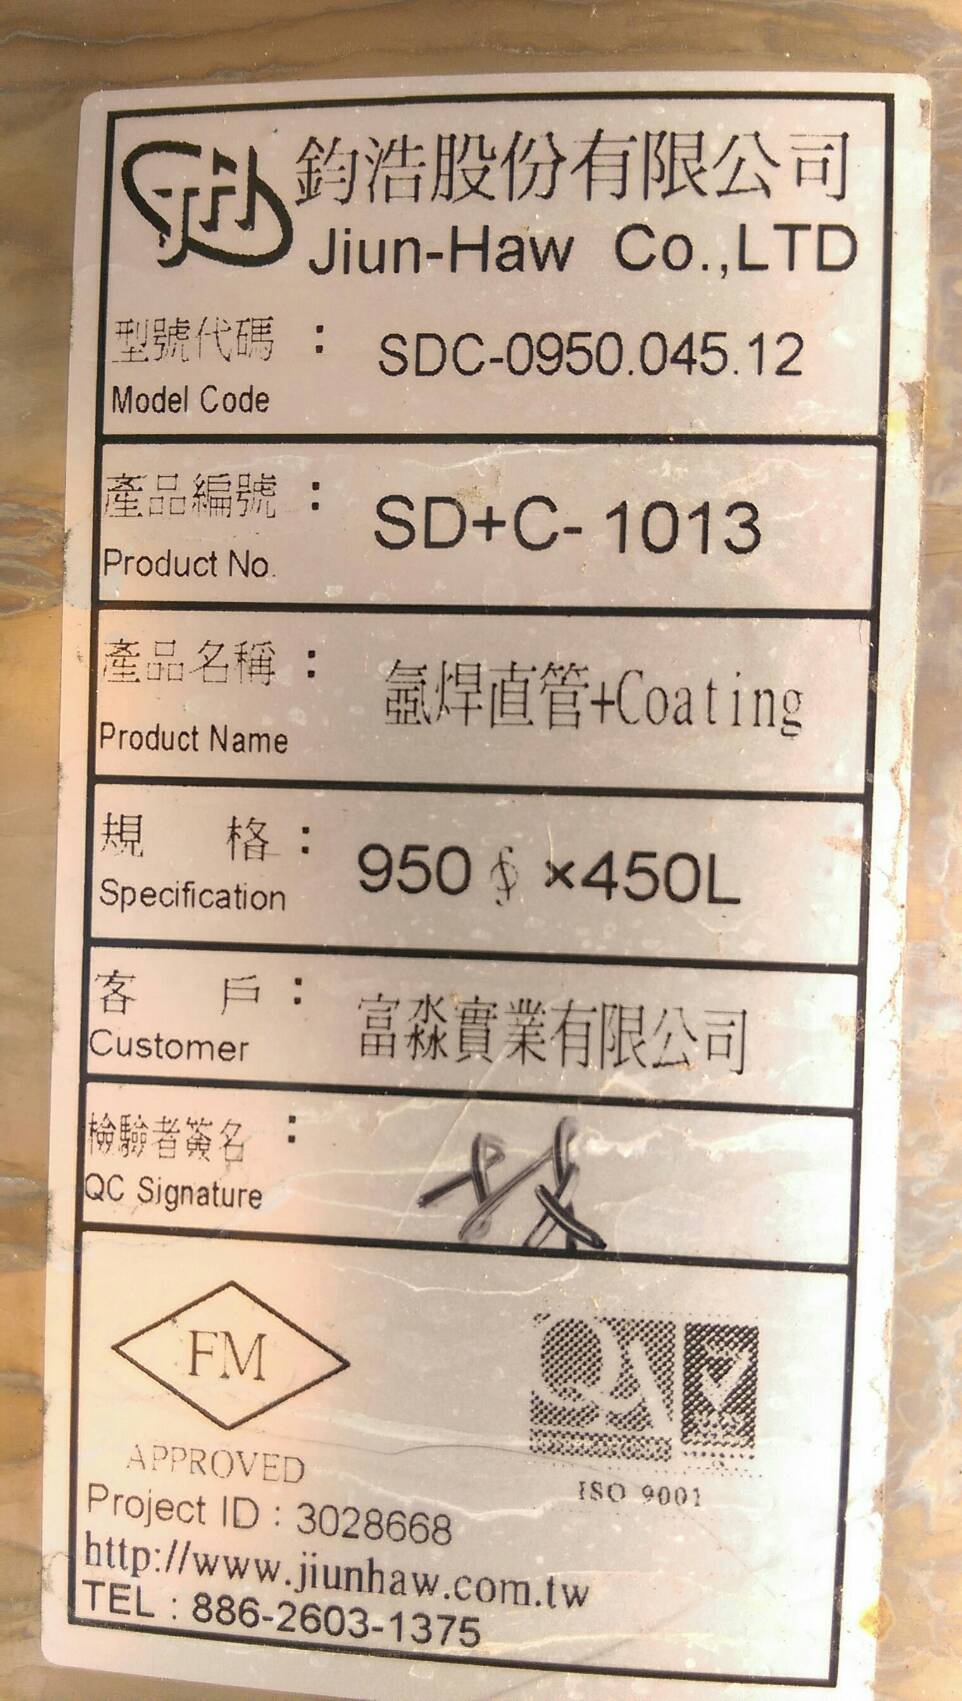 鈞浩股份有限公司
Jiun-Haw Co.,LTD
型號代碼 : SDC-0950.045.12
Model Code
產品編號 : SD+C-1013
Product No.
產品名稱 : 氬焊直管+Coating
Product Name
規 格 : 950 ∮ ×450L
Specification
客 戶 : 富淼實業有限公司
Customer
檢驗者簽名 :
QC Signature
FM
APPROVED
QA
ISO 9001
Project ID : 3028668
http://www.jiunhaw.com.tw
TEL : 886-2603-1375